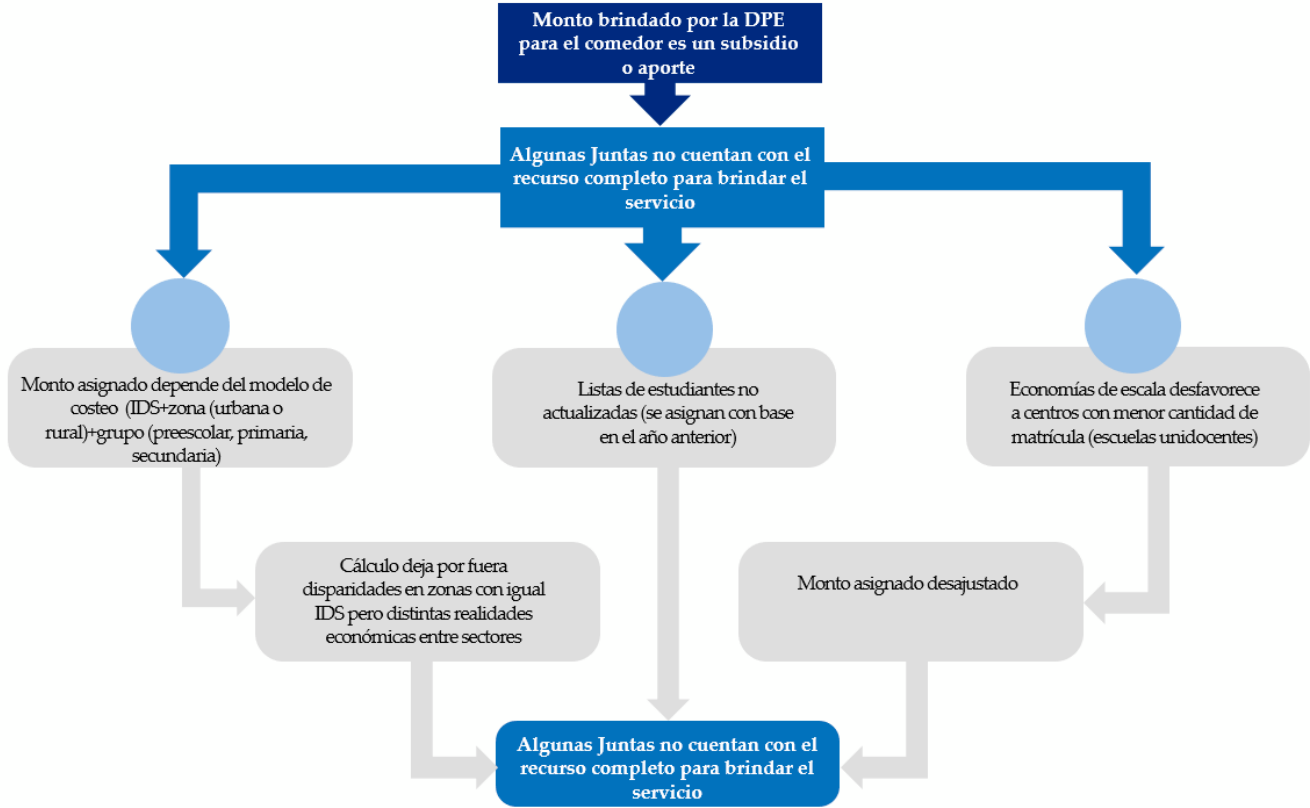 Monto brindado por la DPE
para el comedor es un subsidio
o aporte
Algunas Juntas no cuentan con el
recurso completo para brindar el
servicio
Monto asignado depende del modelo de
costeo (IDS+zona (urbana o
rural)+grupo (preescolar, primaria,
secundaria)
Listas de estudiantes no
actualizadas (se asignan con base
en el año anterior)
Economías de escala desfavorece
a centros con menor cantidad de
matrícula (escuelas unidocentes)
Cálculo deja por fuera
disparidades en zonas con igual
IDS pero distintas realidades
económicas entre sectores
Monto asignado desajustado
Algunas Juntas no cuentan con el
recurso completo para brindar el
servicio